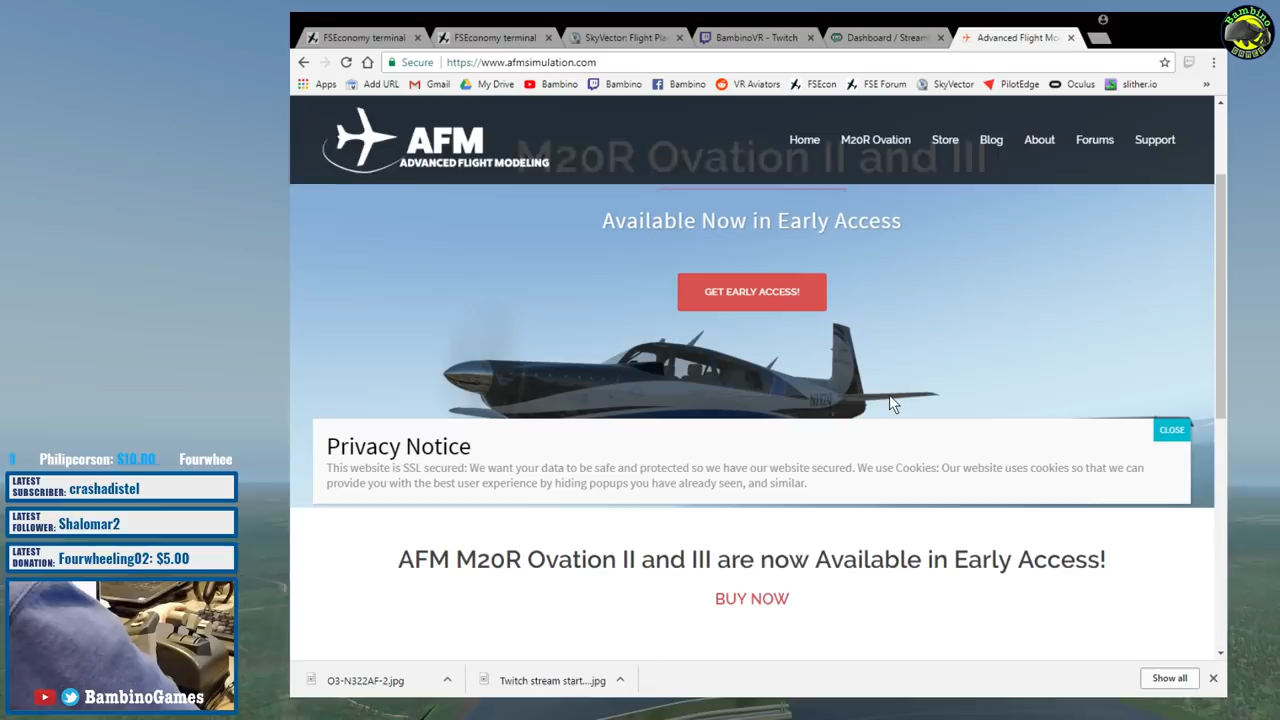 Bambino
GAMES
FSEconomy terminal
FSEconomy terminal
SkyVector: Flight Pla
BambinoVR - Twitch
Dashboard / Streaml
Advanced Flight Mo
Secure
https://www.afmsimulation.com
Apps
Add URL
Gmail
My Drive
Bambino
Bambino
Bambino
VR Aviators
FSEcon
FSE Forum
SkyVector
PilotEdge
Oculus
slither.io
»
AFM
ADVANCED FLIGHT MODELING
Home
M20R Ovation
Store
Blog
About
Forums
Support
M20R Ovation II and III
Available Now in Early Access
GET EARLY ACCESS!
Privacy Notice
CLOSE
This website is SSL secured: We want your data to be safe and protected so we have our website secured. We use Cookies: Our website uses cookies so that we can
provide you with the best user experience by hiding popups you have already seen, and similar.
AFM M20R Ovation II and III are now Available in Early Access!
BUY NOW
O3-N322AF-2.jpg
Twitch stream start....jpg
Show all
Philipcorson: $10.00
Fourwhee
LATEST
SUBSCRIBER: crashadistel
LATEST
FOLLOWER: Shalomar2
LATEST
DONATION: Fourwheeling02: $5.00
BambinoGames